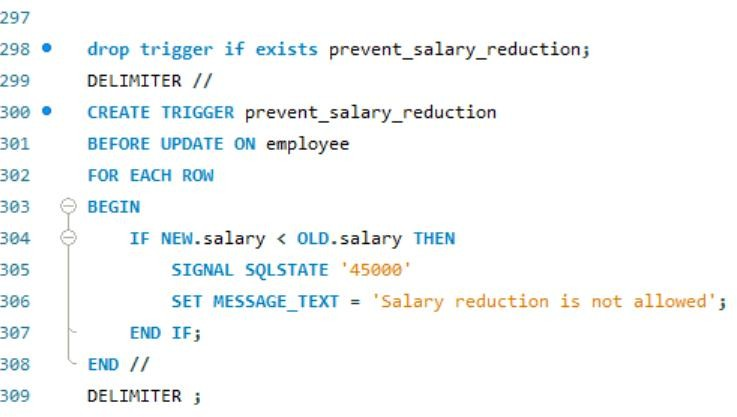 297
298 drop trigger if exists prevent_salary_reduction;
299 DELIMITER //
300 CREATE TRIGGER prevent_salary_reduction
301 BEFORE UPDATE ON employee
302 FOR EACH ROW
303 BEGIN
304 IF NEW.salary < OLD.salary THEN
305 SIGNAL SQLSTATE '45000'
306 SET MESSAGE_TEXT = 'Salary reduction is not allowed';
307 END IF;
308 END //
309 DELIMITER ;